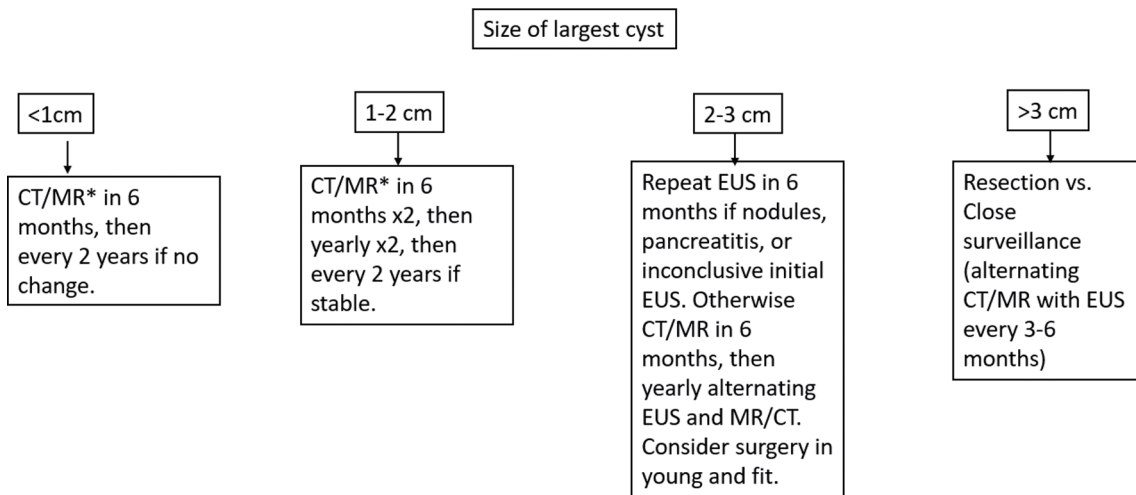 Size of largest cyst
<1cm
CT/MR* in 6
months, then
every 2 years if no
change.
1-2 cm
CT/MR* in 6
months x2, then
yearly x2, then
every 2 years if
stable.
2-3 cm
Repeat EUS in 6
months if nodules,
pancreatitis, or
inconclusive initial
EUS. Otherwise
CT/MR in 6
months, then
yearly alternating
EUS and MR/CT.
Consider surgery in
young and fit.
>3 cm
Resection vs.
Close
surveillance
(alternating
CT/MR with EUS
every 3-6
months)